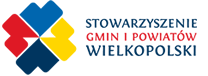 STOWARZYSZENIE
GMIN I POWIATÓW
WIELKOPOLSKI